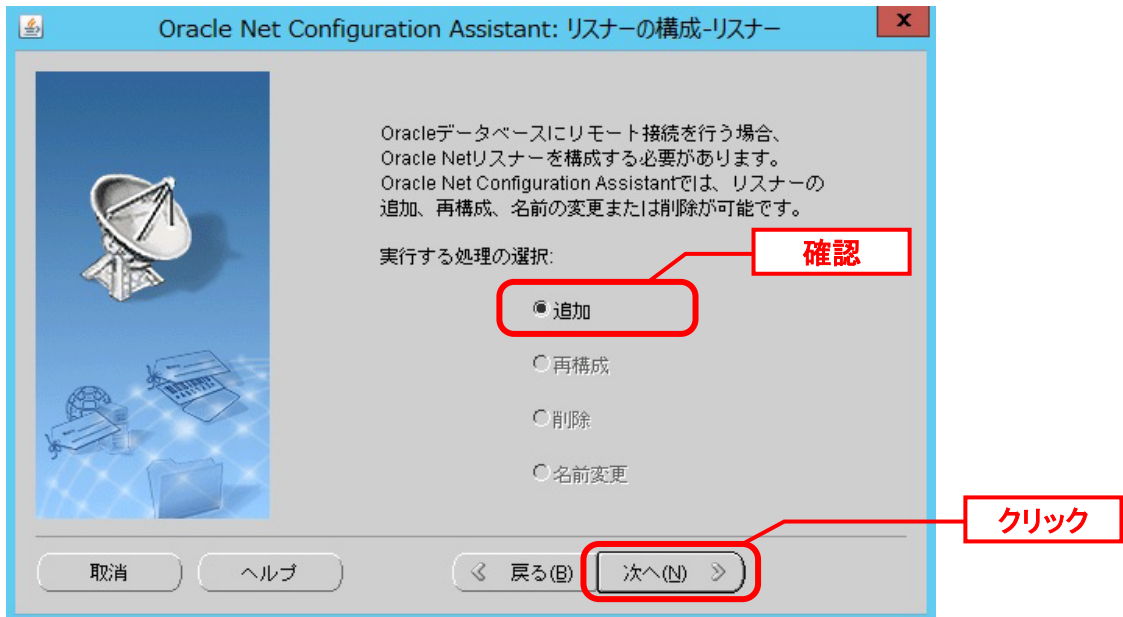 Oracle Net Configuration Assistant: リスナーの構成-リスナー
x
Oracleデータベースにリモート接続を行う場合、
Oracle Netリスナーを構成する必要があります。
Oracle Net Configuration Assistantでは、リスナーの
追加、再構成、名前の変更または削除が可能です。
実行する処理の選択:
確認
追加
再構成
削除
名前変更
クリック
取消
ヘルプ
戻る(B)
次へ(N)